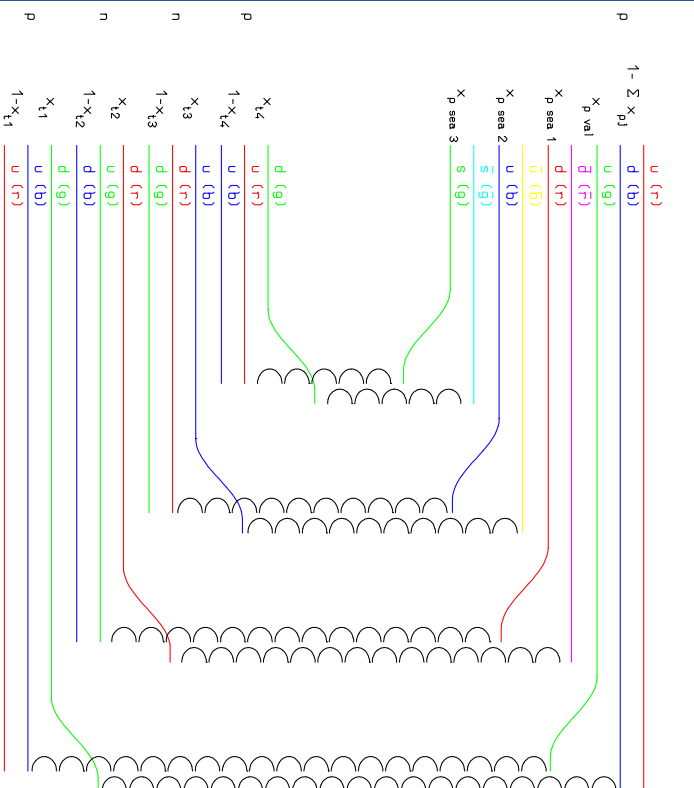 u (r)
p 1- Σ x_pj d (b)
u (g)
x_p val
d̄ (r̄)
x_p sea 1 d (r)
ū (b̄)
x_p sea 2 u (b)
s̄ (ḡ)
x_p sea 3 s (g)
x_t4 d (g)
p u (r)
1-x_t4 u (b)
x_t3 u (b)
n d (r)
1-x_t3 d (g)
x_t2 d (r)
n u (g)
1-x_t2 d (b)
x_t1 d (g)
p u (b)
1-x_t1 u (r)